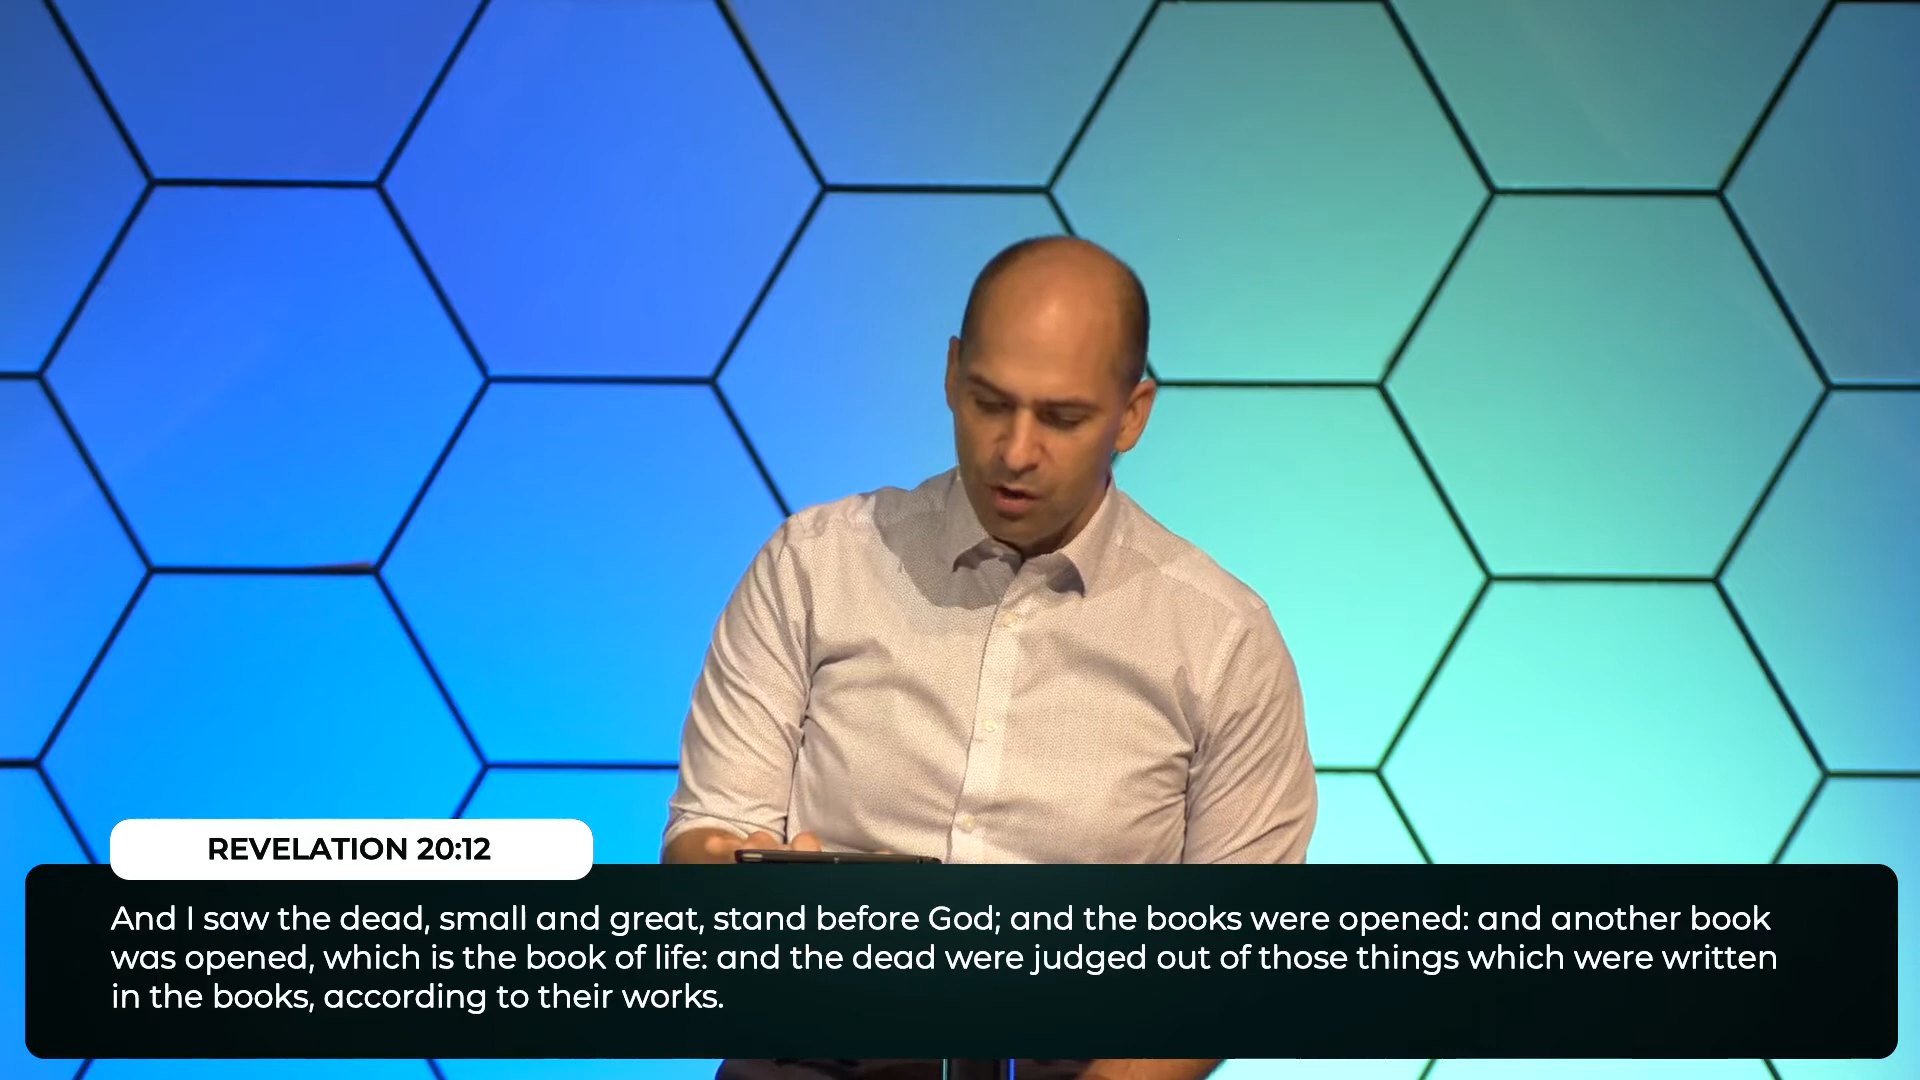 REVELATION 20:12
And I saw the dead, small and great, stand before God; and the books were opened: and another book
was opened, which is the book of life: and the dead were judged out of those things which were written
in the books, according to their works.